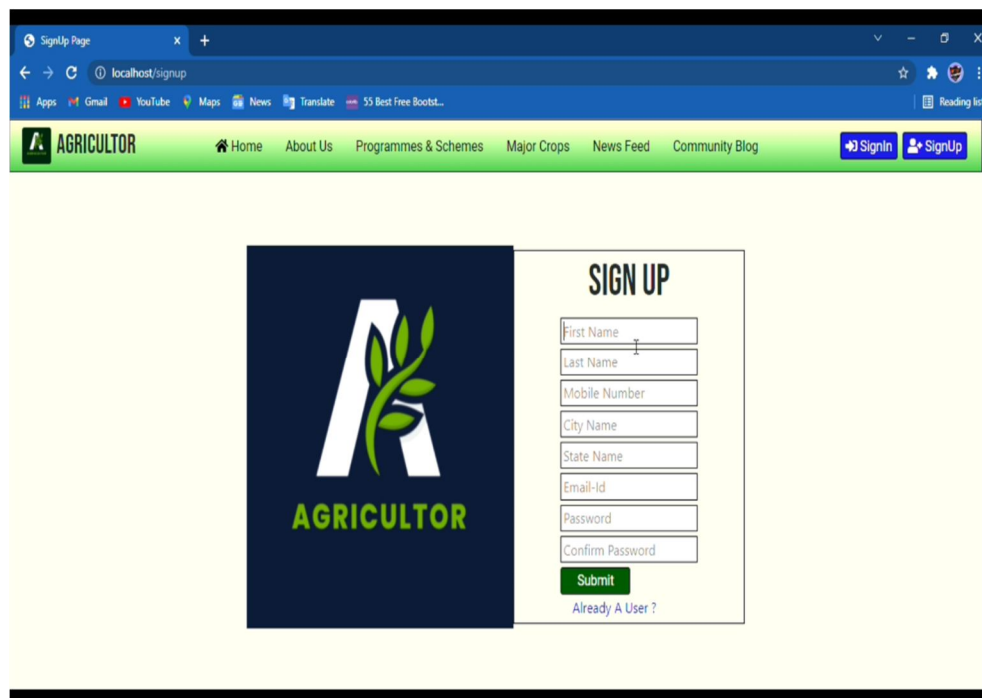 SignUp Page
localhost/signup
Apps Gmail YouTube Maps News Translate 55 Best Free Bootst... Reading lis
AGRICULTOR Home About Us Programmes & Schemes Major Crops News Feed Community Blog SignIn SignUp
AGRICULTOR
SIGN UP
First Name
Last Name
Mobile Number
City Name
State Name
Email-Id
Password
Confirm Password
Submit
Already A User ?